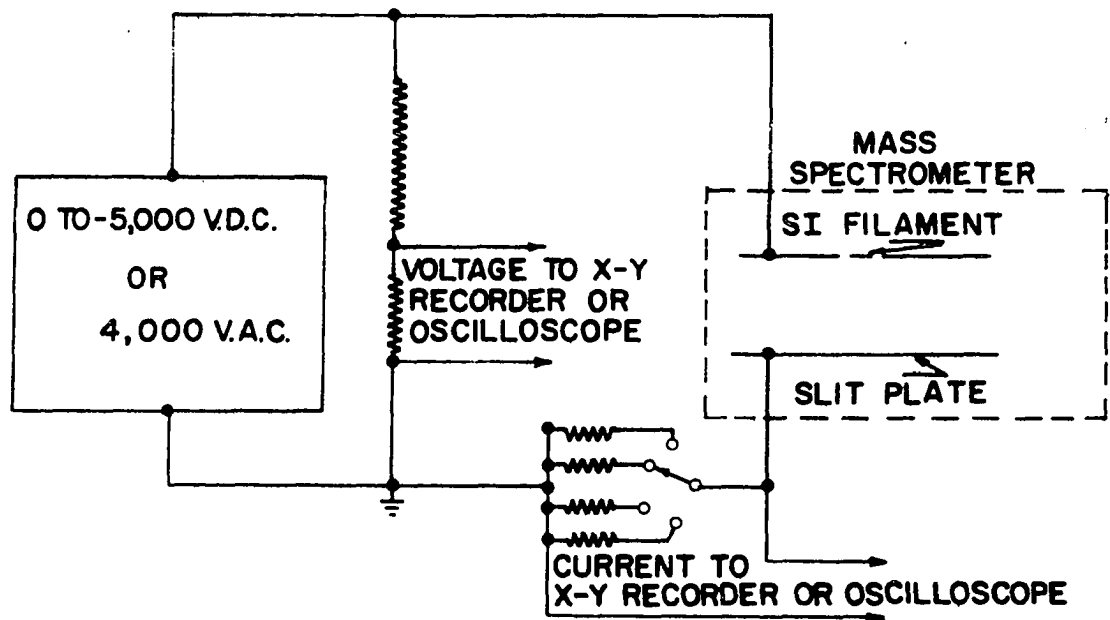 0 TO -5,000 V.D.C.
OR
4,000 V.A.C.
VOLTAGE TO X-Y
RECORDER OR
OSCILLOSCOPE
MASS
SPECTROMETER
SI FILAMENT
SLIT PLATE
CURRENT TO
X-Y RECORDER OR OSCILLOSCOPE